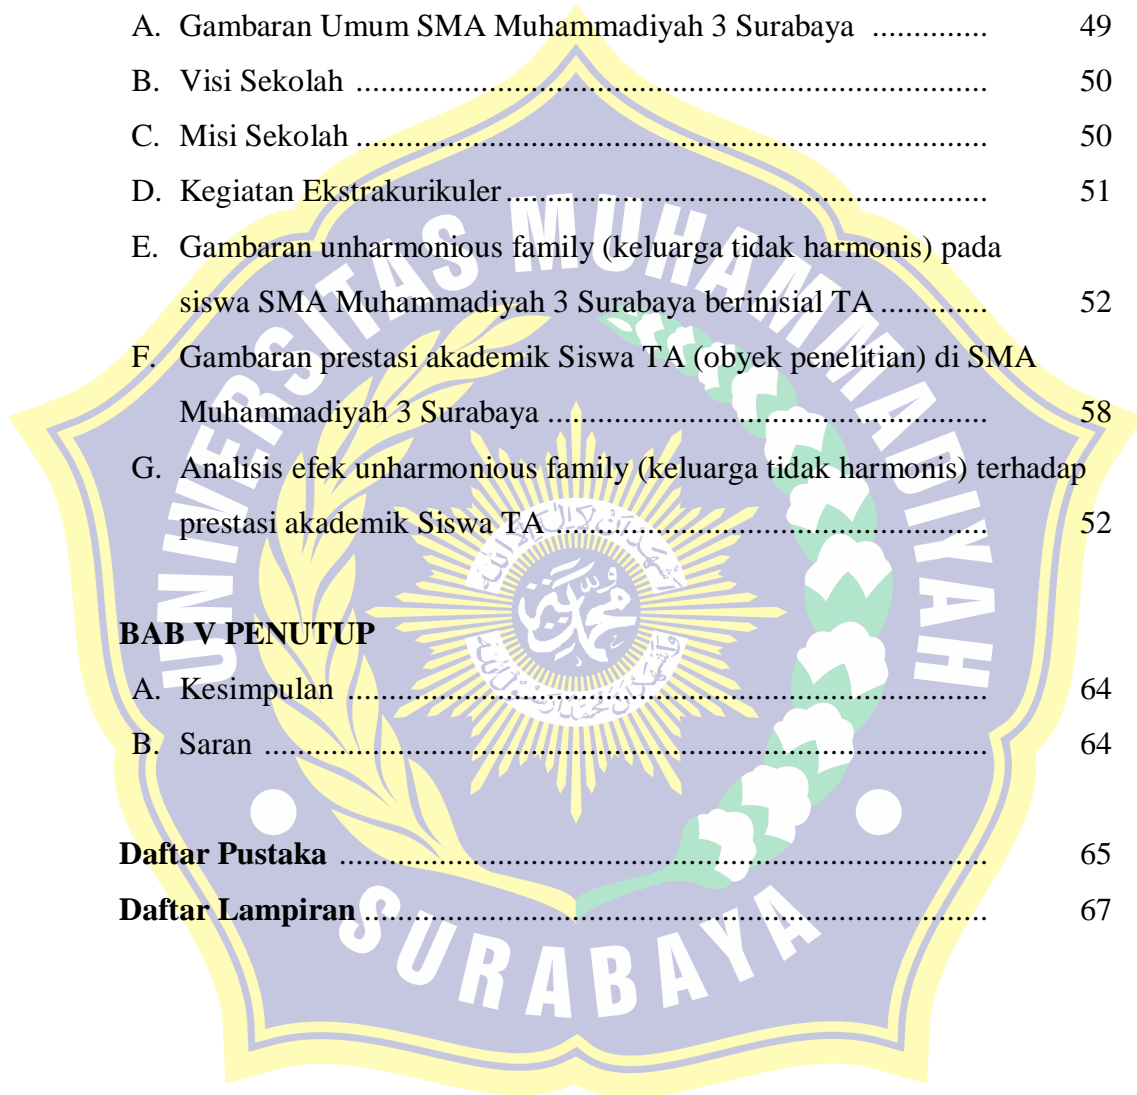 A. Gambaran Umum SMA Muhammadiyah 3 Surabaya .............. 49
B. Visi Sekolah ............................................................................. 50
C. Misi Sekolah ............................................................................. 50
D. Kegiatan Ekstrakurikuler ........................................................... 51
E. Gambaran unharmonious family (keluarga tidak harmonis) pada
siswa SMA Muhammadiyah 3 Surabaya berinisial TA ............. 52
F. Gambaran prestasi akademik Siswa TA (obyek penelitian) di SMA
Muhammadiyah 3 Surabaya ...................................................... 58
G. Analisis efek unharmonious family (keluarga tidak harmonis) terhadap
prestasi akademik Siswa TA ..................................................... 52
BAB V PENUTUP
A. Kesimpulan .............................................................................. 64
B. Saran ........................................................................................ 64
Daftar Pustaka ............................................................................... 65
Daftar Lampiran ............................................................................ 67
UNIVERSITAS MUHAMMADIYAH
محمد
SURABAYA